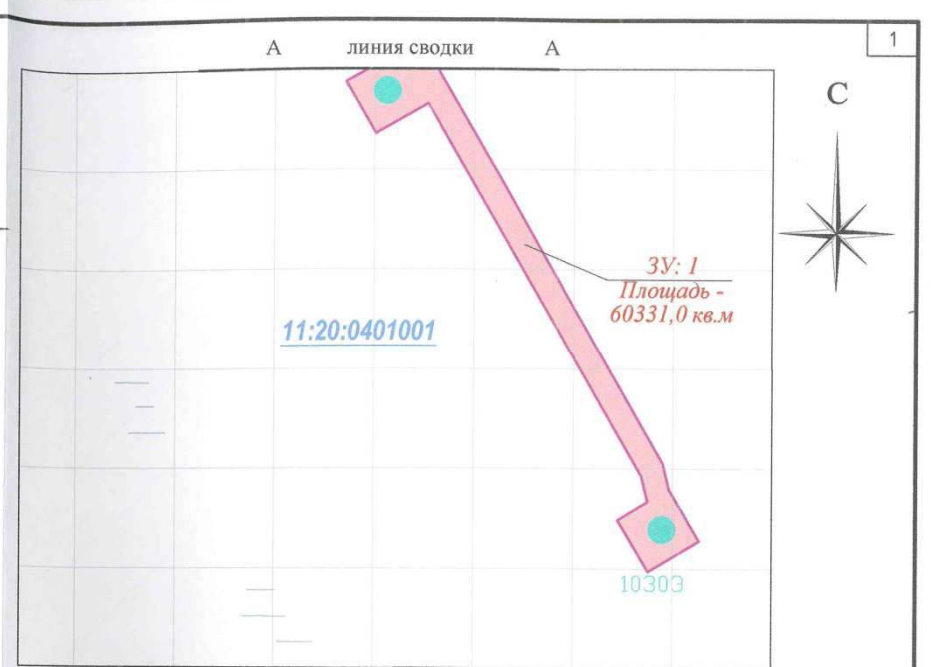 1
А линия сводки А
С
ЗУ: 1
Площадь -
60331,0 кв.м
11:20:0401001
10303